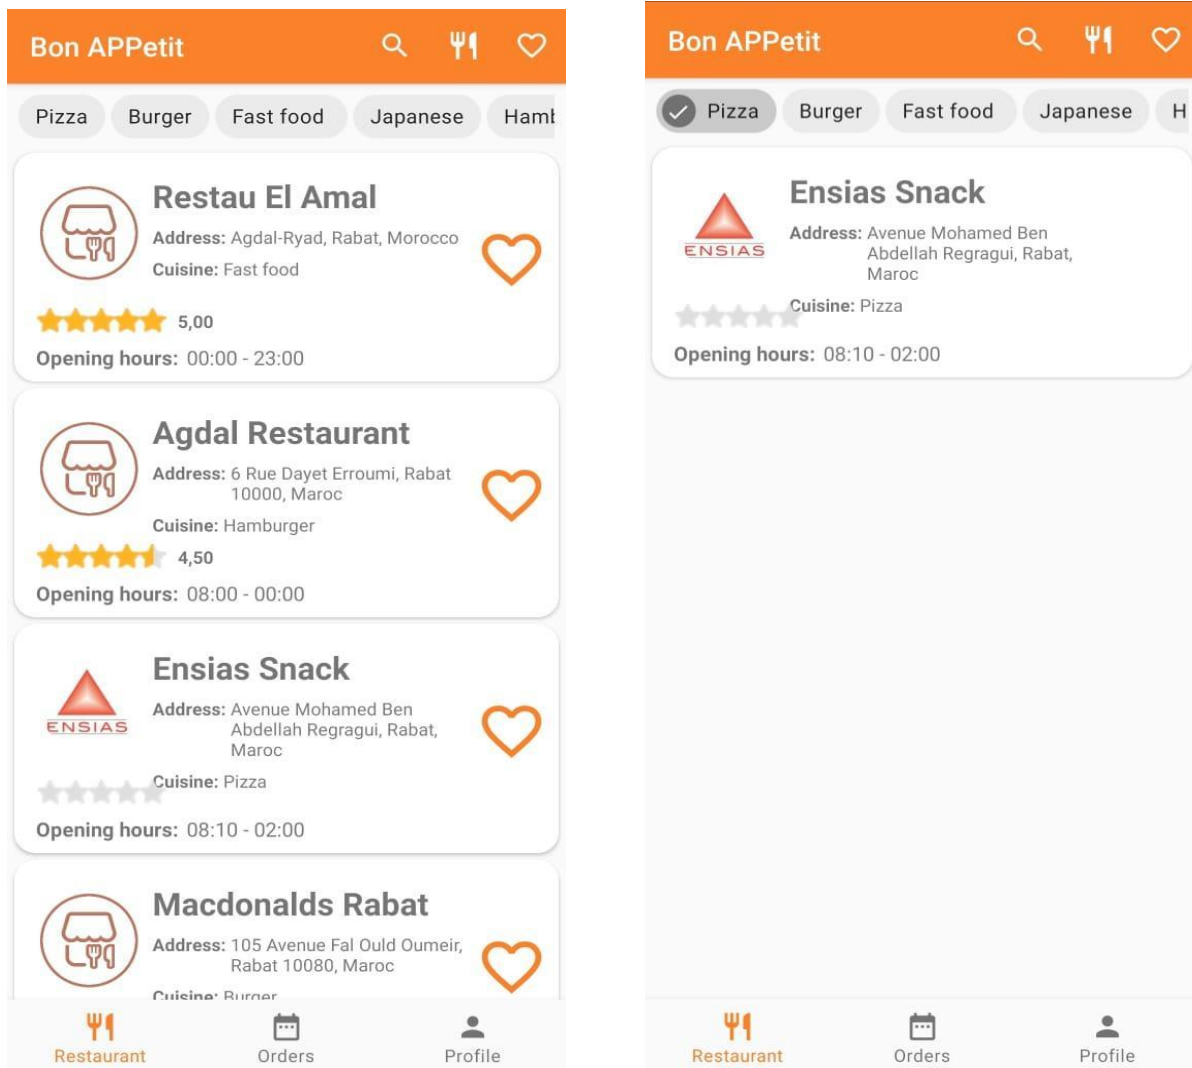 Bon APPetit
Pizza Burger Fast food Japanese Hamb
Restau El Amal
Address: Agdal-Ryad, Rabat, Morocco
Cuisine: Fast food
5,00
Opening hours: 00:00 - 23:00
Agdal Restaurant
Address: 6 Rue Dayet Erroumi, Rabat
10000, Maroc
Cuisine: Hamburger
4,50
Opening hours: 08:00 - 00:00
ENSIAS
Ensias Snack
Address: Avenue Mohamed Ben
Abdellah Regragui, Rabat,
Maroc
Cuisine: Pizza
Opening hours: 08:10 - 02:00
Macdonalds Rabat
Address: 105 Avenue Fal Ould Oumeir,
Rabat 10080, Maroc
Cuisine: Burger
Restaurant Orders Profile
Bon APPetit
Pizza Burger Fast food Japanese H
ENSIAS
Ensias Snack
Address: Avenue Mohamed Ben
Abdellah Regragui, Rabat,
Maroc
Cuisine: Pizza
Opening hours: 08:10 - 02:00
Restaurant Orders Profile